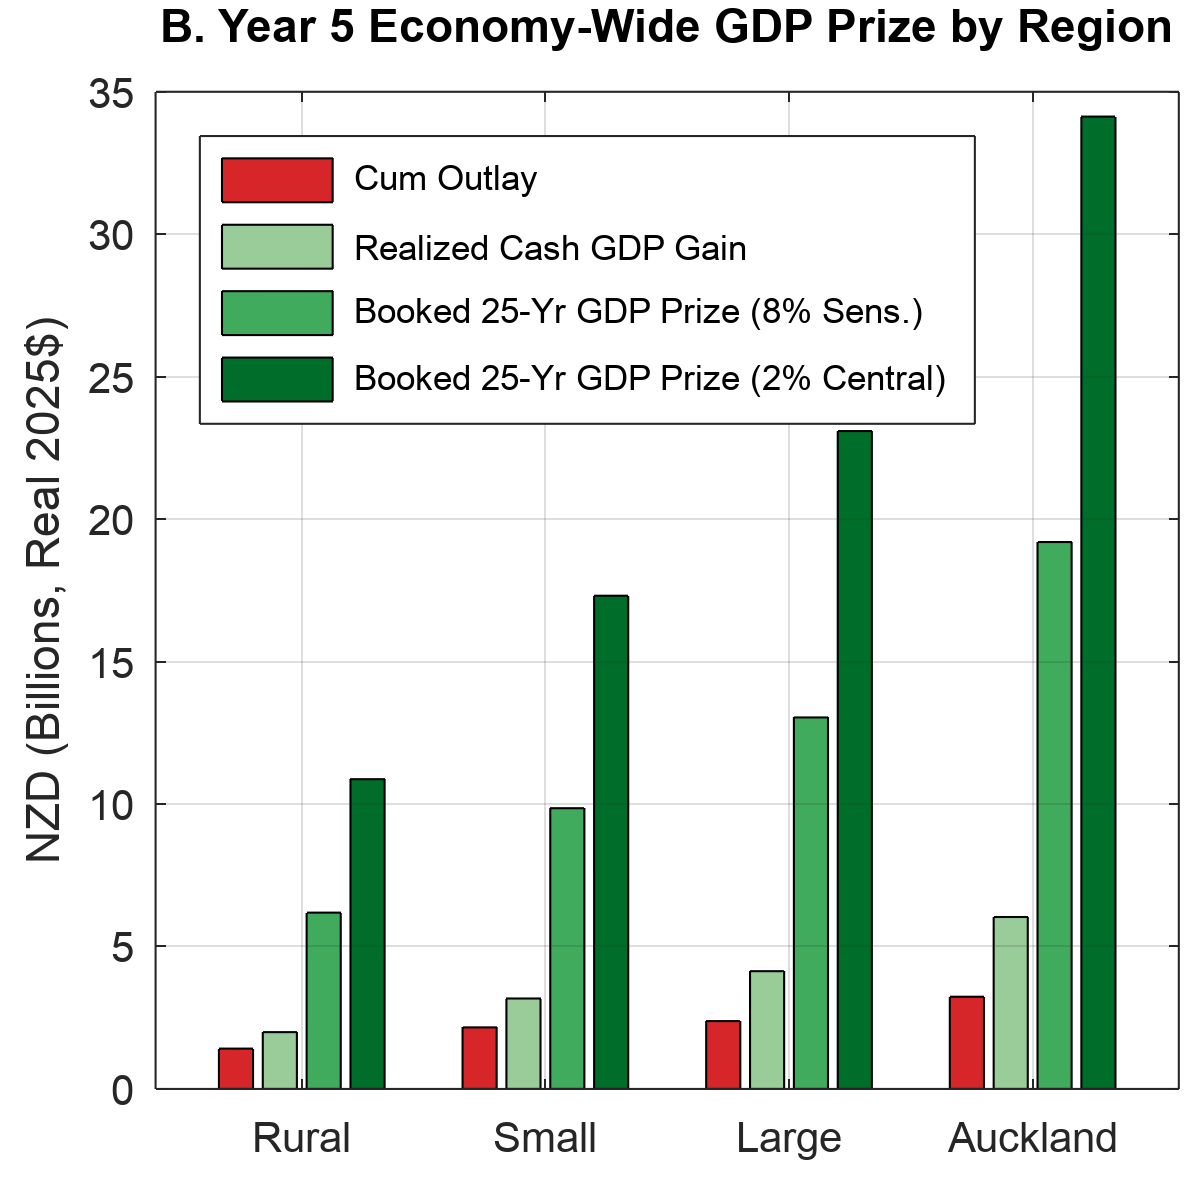 B. Year 5 Economy-Wide GDP Prize by Region
NZD (Billions, Real 2025$)
35
30
25
20
15
10
5
0
Cum Outlay
Realized Cash GDP Gain
Booked 25-Yr GDP Prize (8% Sens.)
Booked 25-Yr GDP Prize (2% Central)
Rural Small Large Auckland